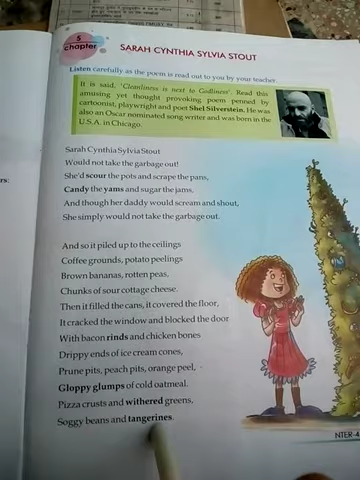 5
chapter
SARAH CYNTHIA SYLVIA STOUT
Listen carefully as the poem is read out to you by your teacher.
It is said, 'Cleanliness is next to Godliness'. Read this
amusing yet thought provoking poem penned by
cartoonist, playwright and poet Shel Silverstein. He was
also an Oscar nominated song writer and was born in the
U.S.A. in Chicago.
Sarah Cynthia Sylvia Stout
Would not take the garbage out!
She'd scour the pots and scrape the pans,
Candy the yams and sugar the jams,
And though her daddy would scream and shout,
She simply would not take the garbage out.
And so it piled up to the ceilings
Coffee grounds, potato peelings
Brown bananas, rotten peas,
Chunks of sour cottage cheese.
Then it filled the cans, it covered the floor,
It cracked the window and blocked the door
With bacon rinds and chicken bones
Drippy ends of ice cream cones,
Prune pits, peach pits, orange peel,
Gloppy glumps of cold oatmeal.
Pizza crusts and withered greens,
Soggy beans and tangerines.
NTER-4